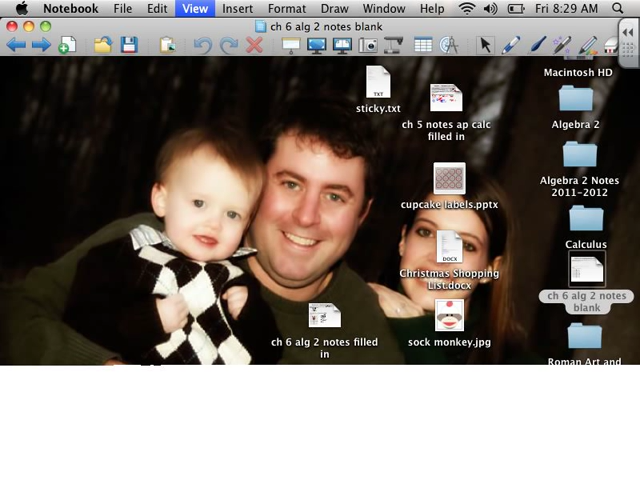 Notebook File Edit View Insert Format Draw Window Help Fri 8:29 AM
ch 6 alg 2 notes blank
TXT
sticky.txt
ch 5 notes ap calc
filled in
cupcake labels.pptx
DOCX
Christmas Shopping
List.docx
ch 6 alg 2 notes filled
in
sock monkey.jpg
Macintosh HD
Algebra 2
Algebra 2 Notes
2011-2012
Calculus
ch 6 alg 2 notes
blank
Roman Art and